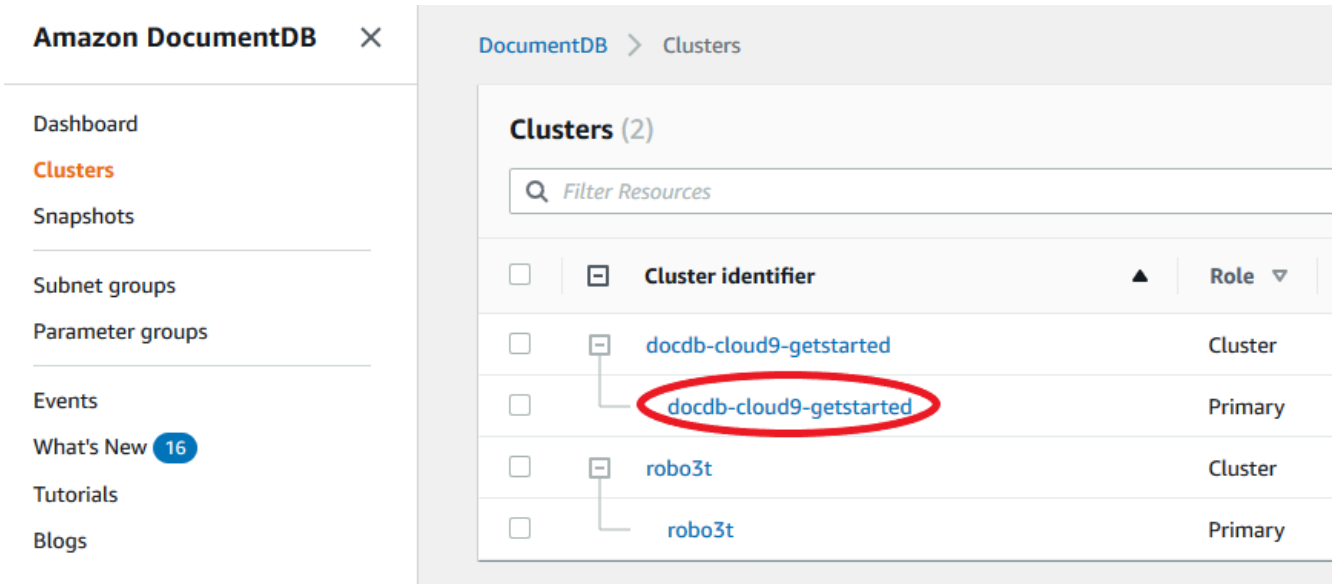 Amazon DocumentDB
Dashboard
Clusters
Snapshots
Subnet groups
Parameter groups
Events
What's New 16
Tutorials
Blogs
DocumentDB > Clusters
Clusters (2)
Filter Resources
Cluster identifier Role
docdb-cloud9-getstarted Cluster
docdb-cloud9-getstarted Primary
robo3t Cluster
robo3t Primary